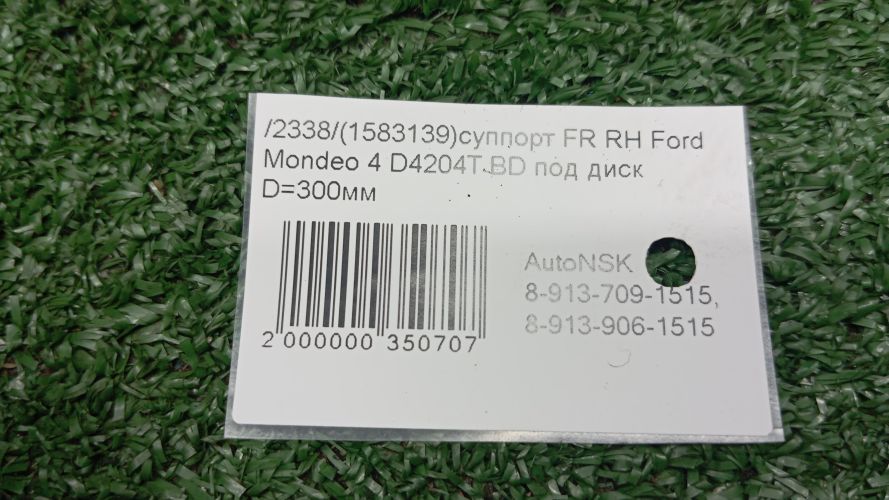 /2338/(1583139)суппорт FR RH Ford
Mondeo 4 D4204T BD под диск
D=300мм
AutoNSK
8-913-709-1515,
8-913-906-1515
2 000000 350707